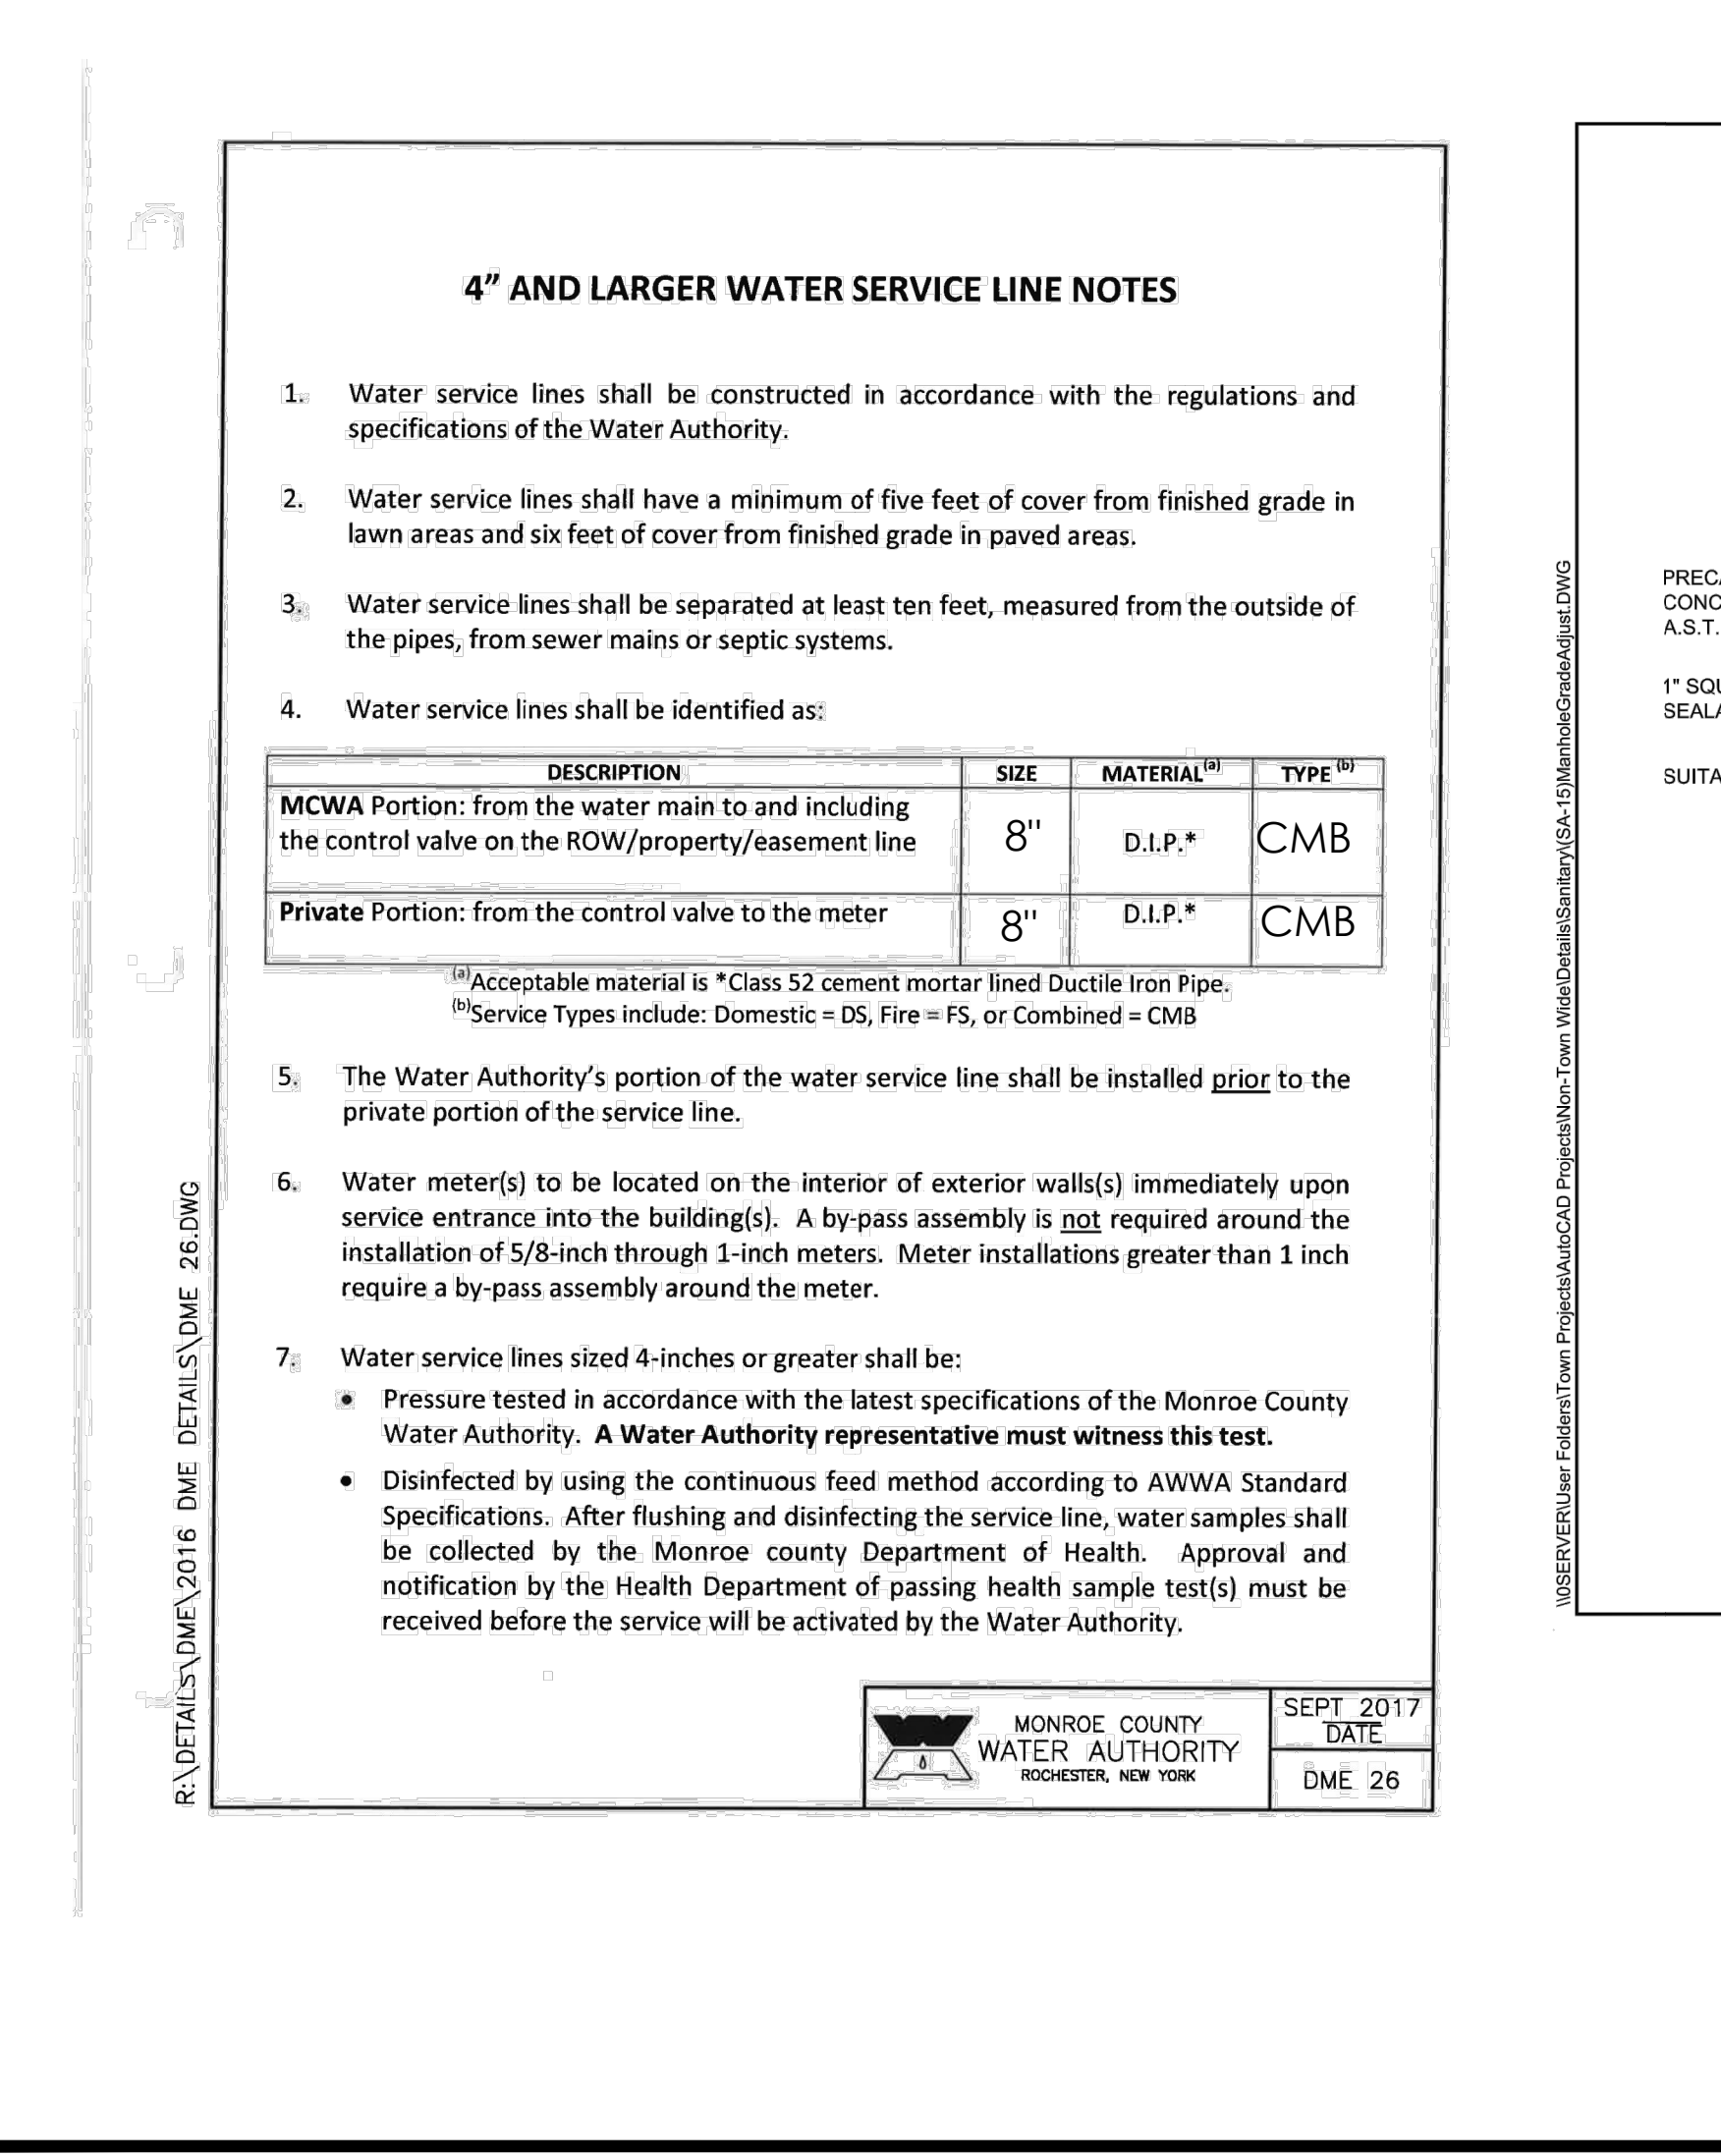 4” AND LARGER WATER SERVICE LINE NOTES
1. Water service lines shall be constructed in accordance with the regulations and
specifications of the Water Authority.
2. Water service lines shall have a minimum of five feet of cover from finished grade in
lawn areas and six feet of cover from finished grade in paved areas.
3. Water service lines shall be separated at least ten feet, measured from the outside of
the pipes, from sewer mains or septic systems.
4. Water service lines shall be identified as:
DESCRIPTION SIZE MATERIAL(a) TYPE (b)
MCWA Portion: from the water main to and including
the control valve on the ROW/property/easement line 8" D.I.P.* CMB
Private Portion: from the control valve to the meter 8" D.I.P.* CMB
(a)Acceptable material is *Class 52 cement mortar lined Ductile Iron Pipe.
(b)Service Types include: Domestic = DS, Fire = FS, or Combined = CMB
5. The Water Authority’s portion of the water service line shall be installed prior to the
private portion of the service line.
6. Water meter(s) to be located on the interior of exterior walls(s) immediately upon
service entrance into the building(s). A by-pass assembly is not required around the
installation of 5/8-inch through 1-inch meters. Meter installations greater than 1 inch
require a by-pass assembly around the meter.
7. Water service lines sized 4-inches or greater shall be:
• Pressure tested in accordance with the latest specifications of the Monroe County
Water Authority. A Water Authority representative must witness this test.
• Disinfected by using the continuous feed method according to AWWA Standard
Specifications. After flushing and disinfecting the service line, water samples shall
be collected by the Monroe county Department of Health. Approval and
notification by the Health Department of passing health sample test(s) must be
received before the service will be activated by the Water Authority.
MONROE COUNTY
WATER AUTHORITY
ROCHESTER, NEW YORK
SEPT 2017
DATE
DME 26
R:\DETAILS\DME\2016 DME DETAILS\DME 26.DWG
\\0SERVER\User Folders\Town Projects\AutoCAD Projects\Non-Town Wide\Details\Sanitary\(SA-15)ManholeGradeAdjust.DWG
PREC
CONC
A.S.T.
1" SQU
SEALA
SUITA